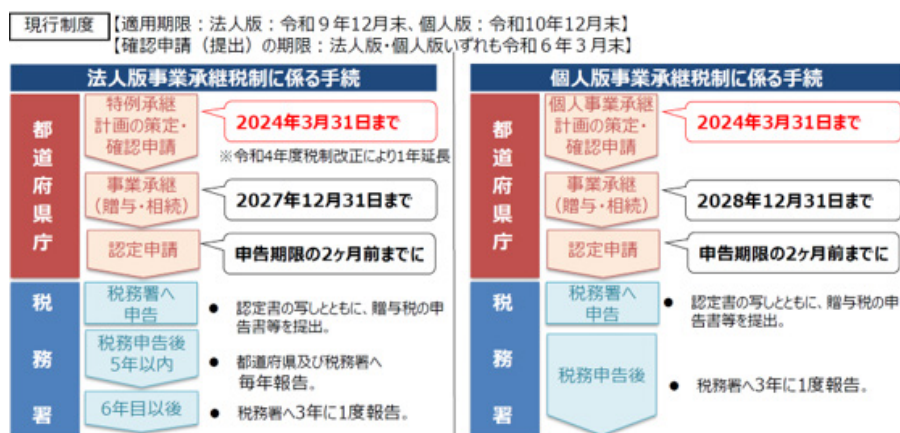 現行制度 【適用期限：法人版：令和９年12月末、個人版：令和10年12月末】
【確認申請（提出）の期限：法人版・個人版いずれも令和６年３月末】
法人版事業承継税制に係る手続
都道府県庁
特例承継
計画の策定・
確認申請
2024年3月31日まで
※令和4年度税制改正により1年延長
事業承継
（贈与・相続）
2027年12月31日まで
認定申請
申告期限の2ヶ月前までに
税務署
税務署へ
申告
● 認定書の写しとともに、贈与税の申
告書等を提出。
税務申告後
5年以内
● 都道府県及び税務署へ
毎年報告。
6年目以後
● 税務署へ3年に1度報告。
個人版事業承継税制に係る手続
都道府県庁
個人事業承継
計画の策定・
確認申請
2024年3月31日まで
事業承継
（贈与・相続）
2028年12月31日まで
認定申請
申告期限の2ヶ月前までに
税務署
税務署へ
申告
● 認定書の写しとともに、贈与税の申
告書等を提出。
税務申告後
● 税務署へ3年に1度報告。